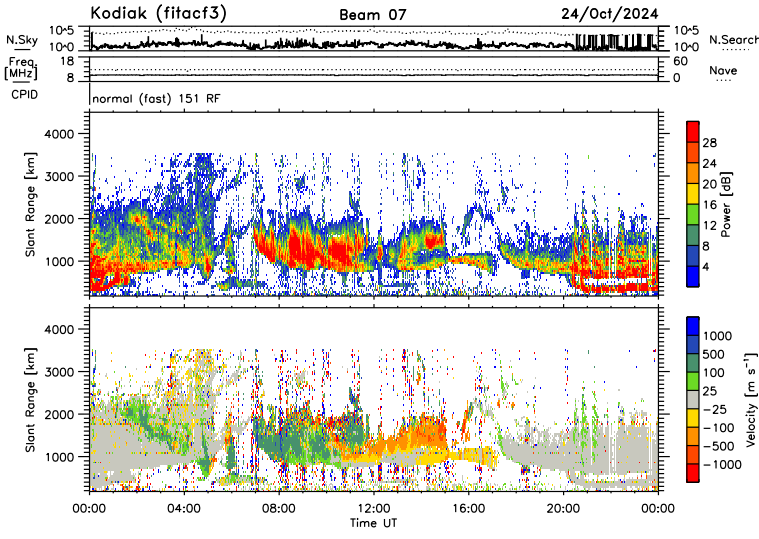 Kodiak (fitacf3) Beam 07 24/Oct/2024
N.Sky 10^5 10^0 10^5 10^0 N.Search
Freq. [MHz] 18 8 60 0 Nave
CPID normal (fast) 151 RF
Slant Range [km] 4000 3000 2000 1000
28 24 20 16 12 8 4 Power [dB]
Slant Range [km] 4000 3000 2000 1000
1000 500 100 25 −25 −100 −500 −1000 Velocity [m s⁻¹]
00:00 04:00 08:00 12:00 16:00 20:00 00:00
Time UT